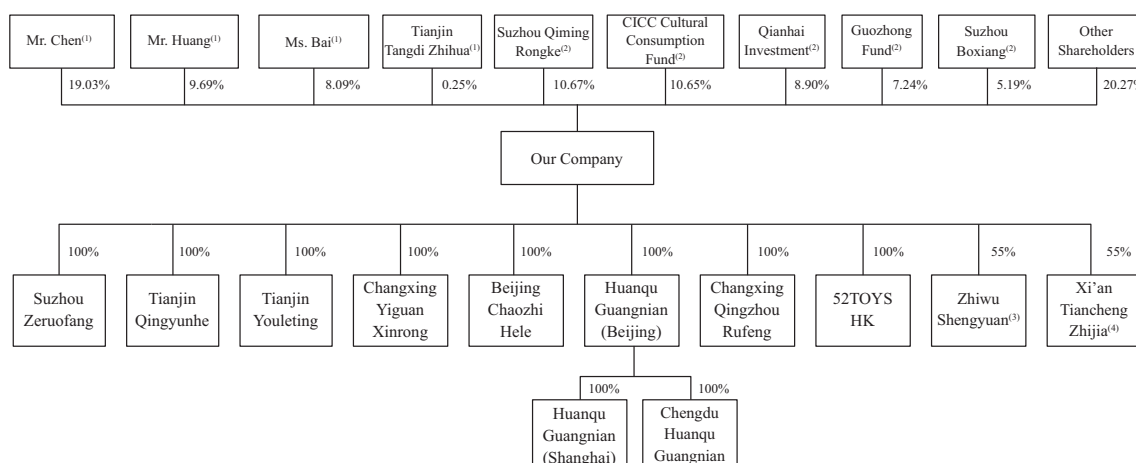 Mr. Chen(1)
Mr. Huang(1)
Ms. Bai(1)
Tianjin
Tangdi Zhihua(1)
Suzhou Qiming
Rongke(2)
CICC Cultural
Consumption
Fund(2)
Qianhai
Investment(2)
Guozhong
Fund(2)
Suzhou
Boxiang(2)
Other
Shareholders
19.03%
9.69%
8.09%
0.25%
10.67%
10.65%
8.90%
7.24%
5.19%
20.27%
Our Company
100%
100%
100%
100%
100%
100%
100%
100%
55%
55%
Suzhou
Zeruofang
Tianjin
Qingyunhe
Tianjin
Youleting
Changxing
Yiguan
Xinrong
Beijing
Chaozhi
Hele
Huanqu
Guangnian
(Beijing)
Changxing
Qingzhou
Rufeng
52TOYS
HK
Zhiwu
Shengyuan(3)
Xi’an
Tiancheng
Zhijia(4)
100%
100%
Huanqu
Guangnian
(Shanghai)
Chengdu
Huanqu
Guangnian